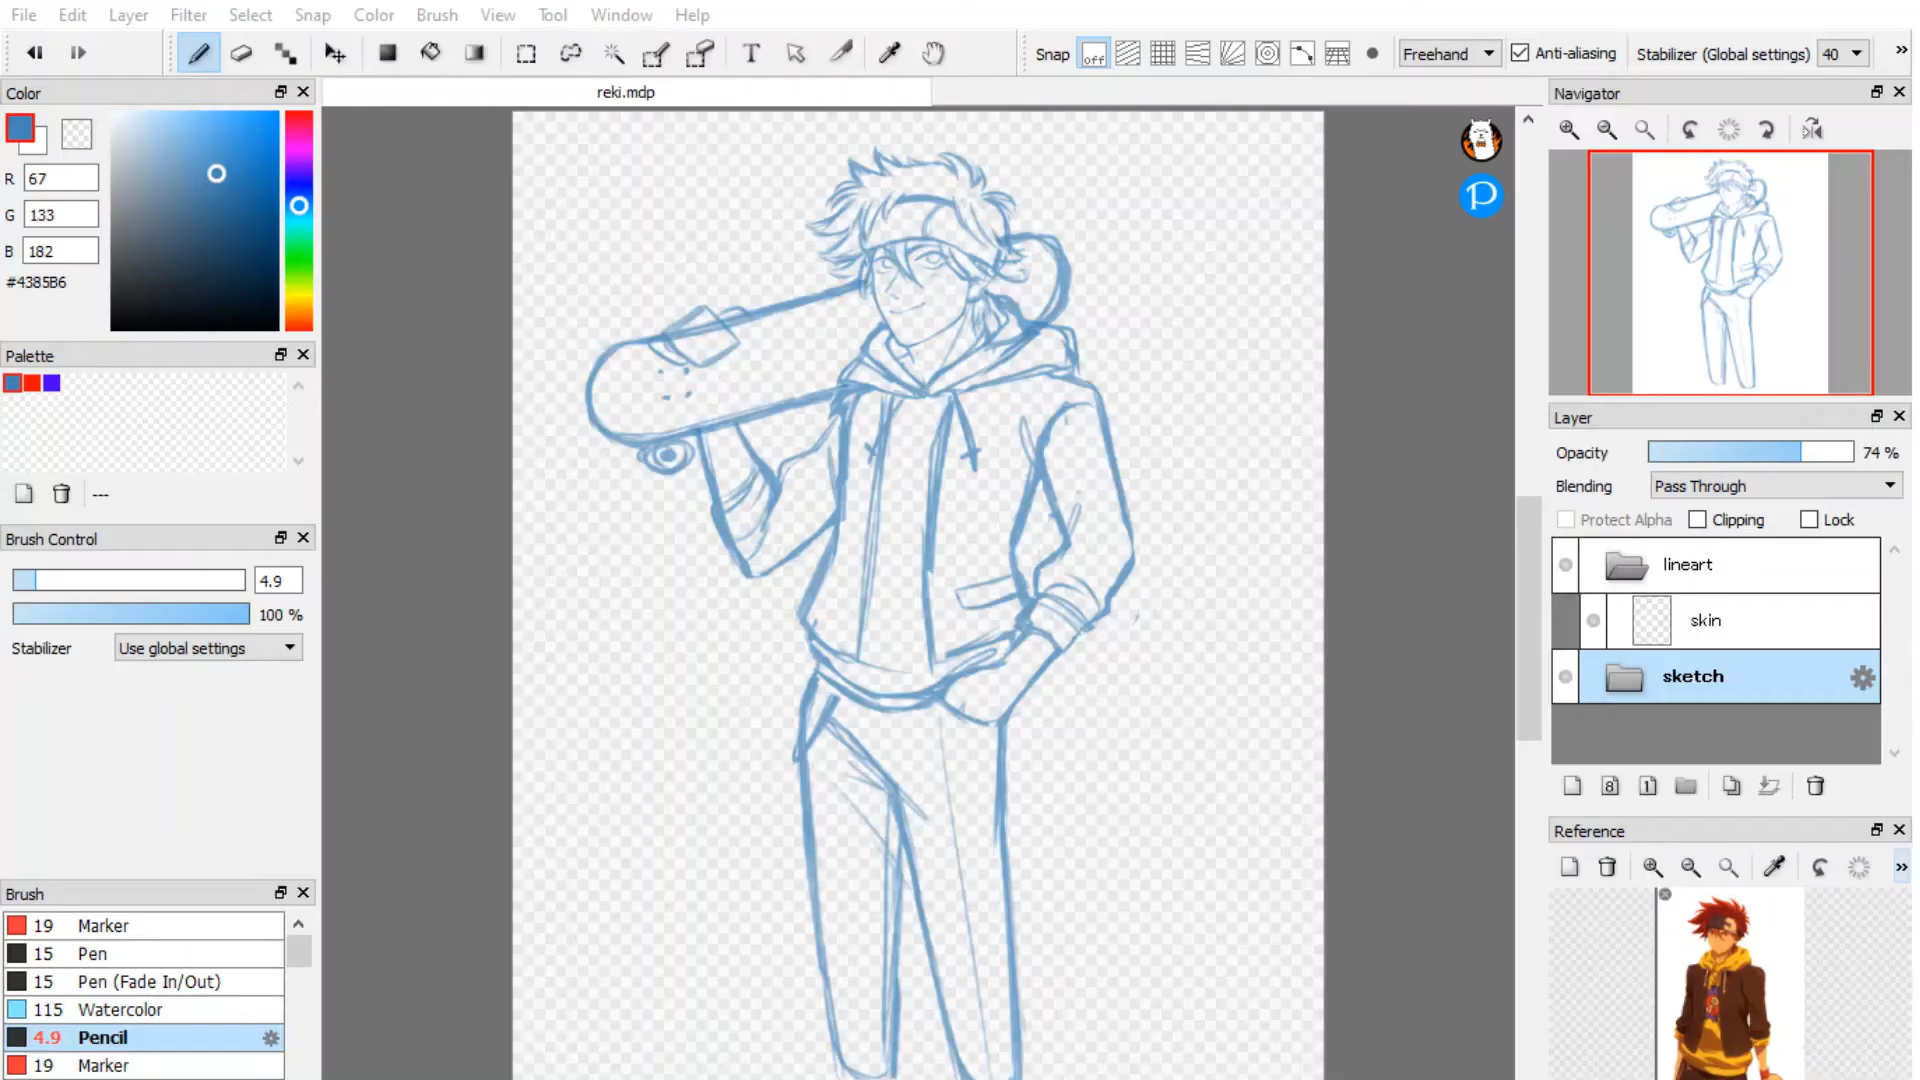 File Edit Layer Filter Select Snap Color Brush View Tool Window Help
T Snap off Freehand Anti-aliasing Stabilizer (Global settings) 40 »
Color
reki.mdp
Navigator
R 67
G 133
B 182
#4385B6
P
Palette
---
Layer
Opacity 74 %
Blending Pass Through
Protect Alpha Clipping Lock
lineart
skin
sketch
8 1
Brush Control
4.9
100 %
Stabilizer Use global settings
Reference
»
Brush
19 Marker
15 Pen
15 Pen (Fade In/Out)
115 Watercolor
4.9 Pencil
19 Marker